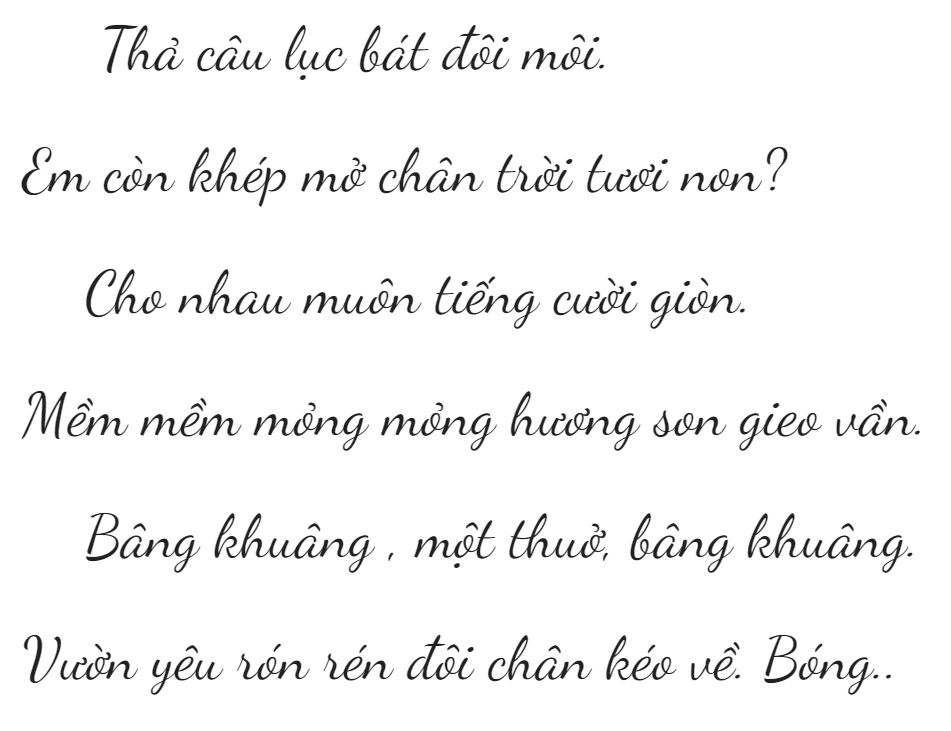 Thả câu lục bát đôi môi.
Em còn khép mở chân trời tươi non?
Cho nhau muôn tiếng cười giòn.
Mềm mềm mỏng mỏng hương son gieo vần.
Bâng khuâng , một thuở, bâng khuâng.
Vườn yêu rón rén đôi chân kéo về. Bóng..